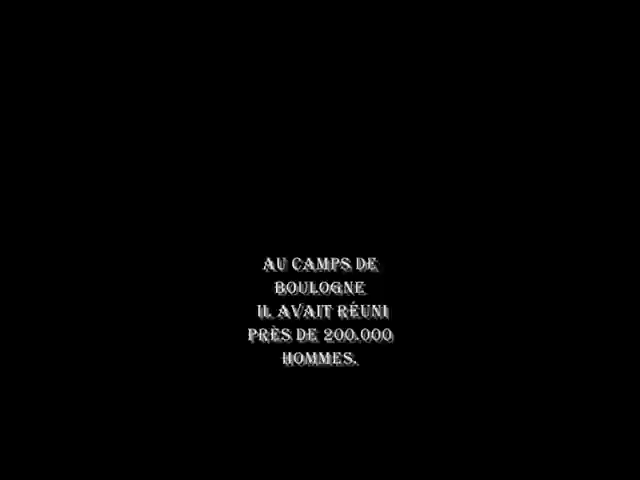 AU CAMPS DE
BOULOGNE
IL AVAIT RÉUNI
PRÈS DE 200.000
HOMMES.